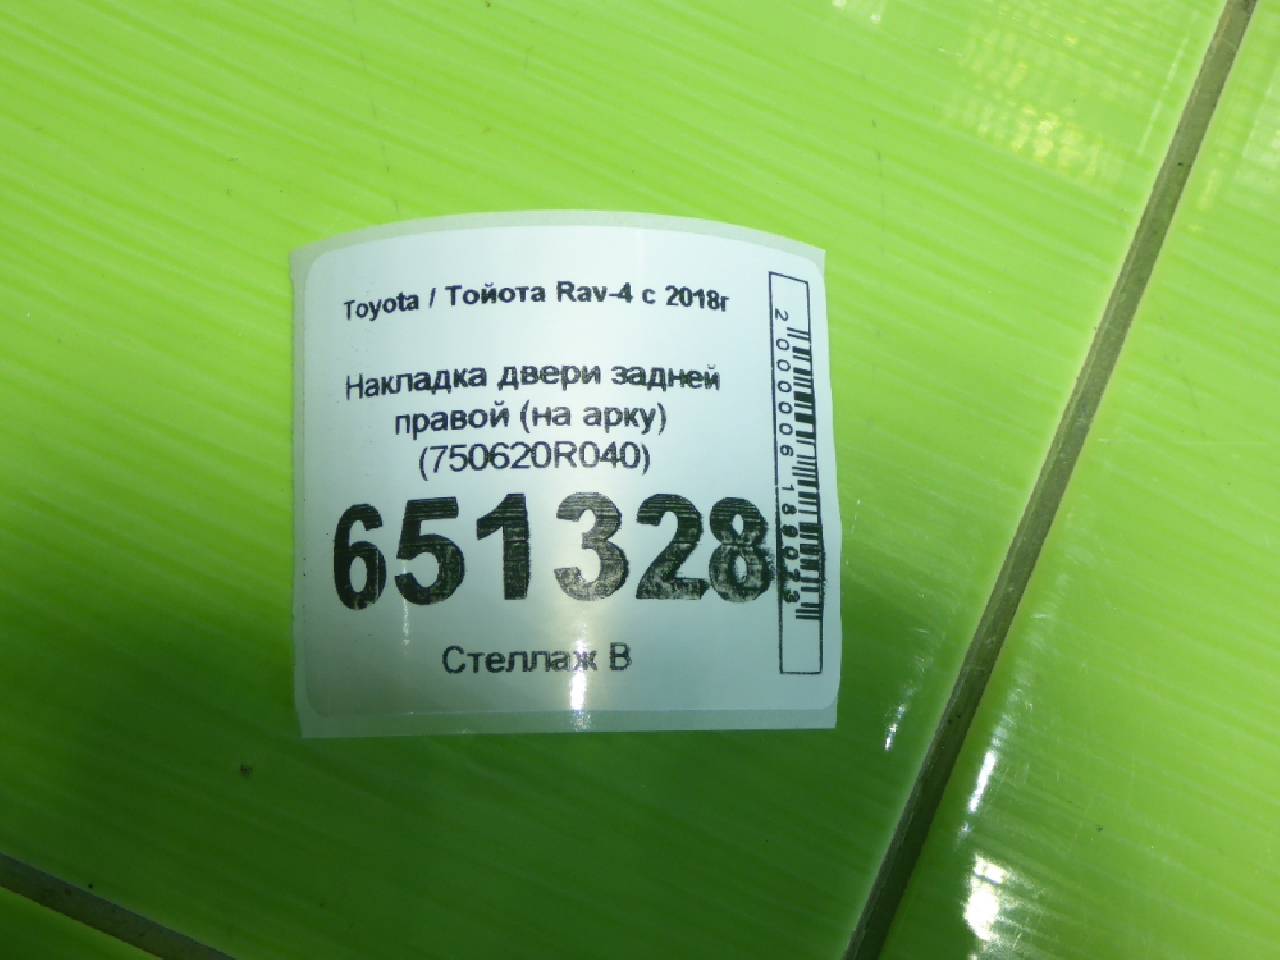 Toyota / Тойота Rav-4 с 2018г
Накладка двери задней
правой (на арку)
(750620R040)
651328
Стеллаж В
2000006189023